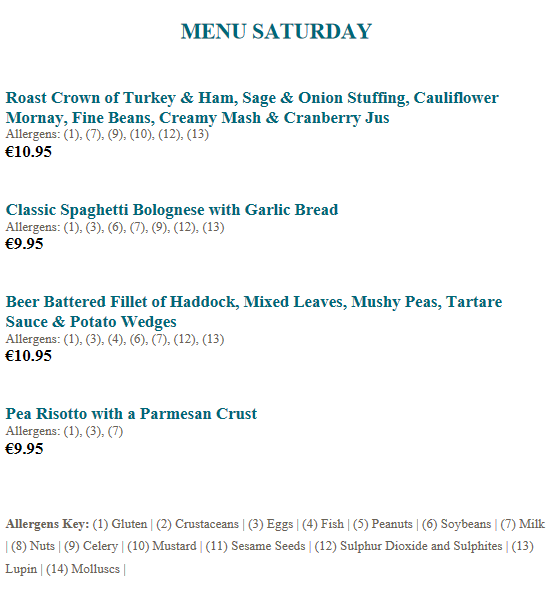 MENU SATURDAY
Roast Crown of Turkey & Ham, Sage & Onion Stuffing, Cauliflower
Mornay, Fine Beans, Creamy Mash & Cranberry Jus
Allergens: (1), (7), (9), (10), (12), (13)
€10.95
Classic Spaghetti Bolognese with Garlic Bread
Allergens: (1), (3), (6), (7), (9), (12), (13)
€9.95
Beer Battered Fillet of Haddock, Mixed Leaves, Mushy Peas, Tartare
Sauce & Potato Wedges
Allergens: (1), (3), (4), (6), (7), (12), (13)
€10.95
Pea Risotto with a Parmesan Crust
Allergens: (1), (3), (7)
€9.95
Allergens Key: (1) Gluten | (2) Crustaceans | (3) Eggs | (4) Fish | (5) Peanuts | (6) Soybeans | (7) Milk
| (8) Nuts | (9) Celery | (10) Mustard | (11) Sesame Seeds | (12) Sulphur Dioxide and Sulphites | (13)
Lupin | (14) Molluscs |